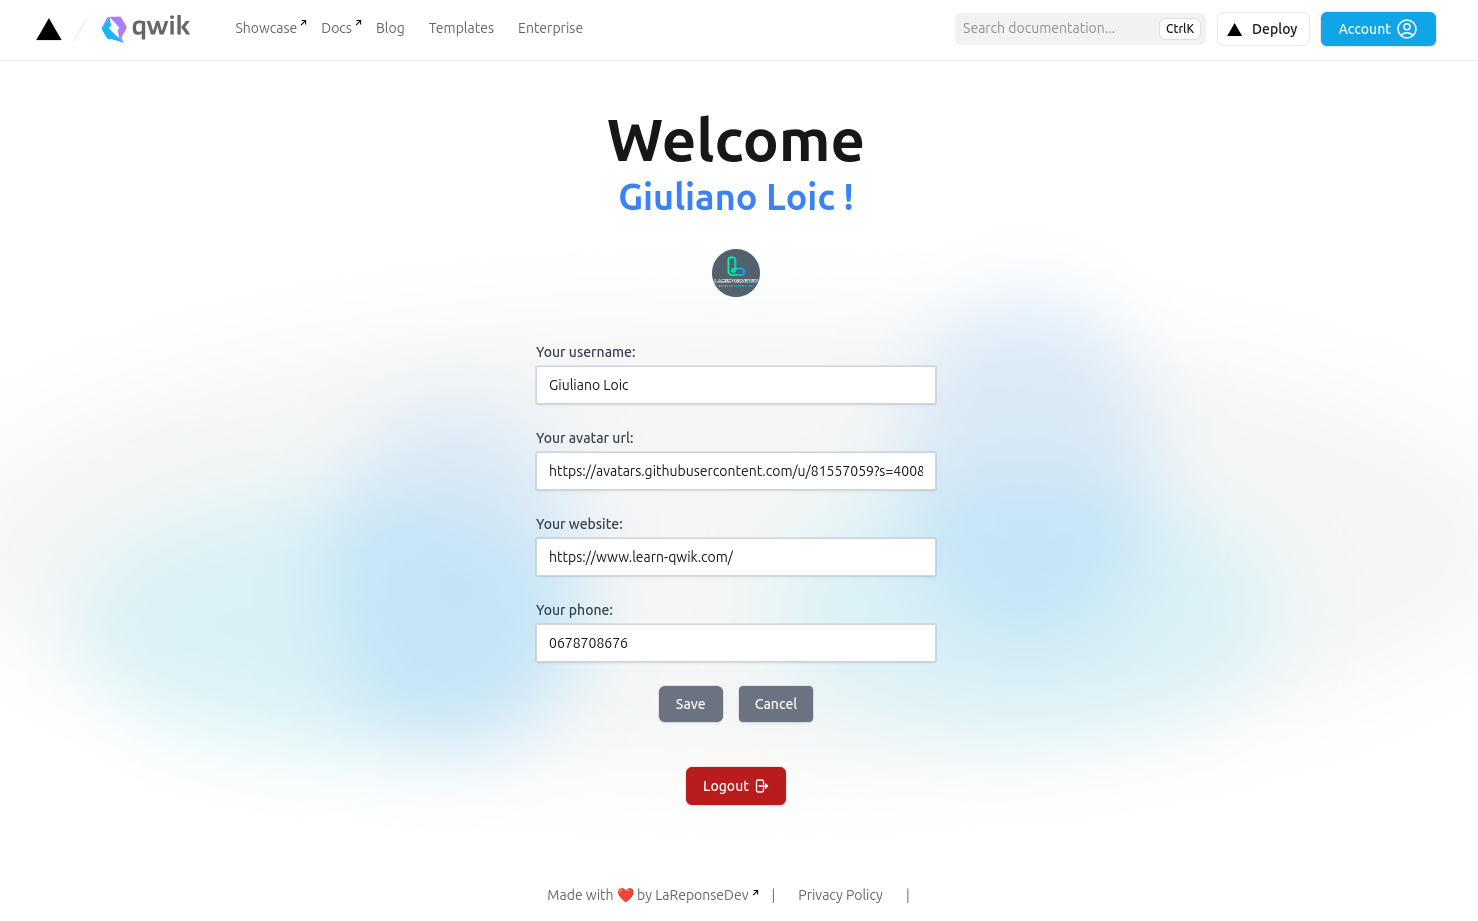 qwik Showcase Docs Blog Templates Enterprise Search documentation... CtrlK Deploy Account
Welcome
Giuliano Loic !
Your username:
Giuliano Loic
Your avatar url:
https://avatars.githubusercontent.com/u/81557059?s=400&
Your website:
https://www.learn-qwik.com/
Your phone:
0678708676
Save Cancel
Logout
Made with ❤️ by LaReponseDev | Privacy Policy |